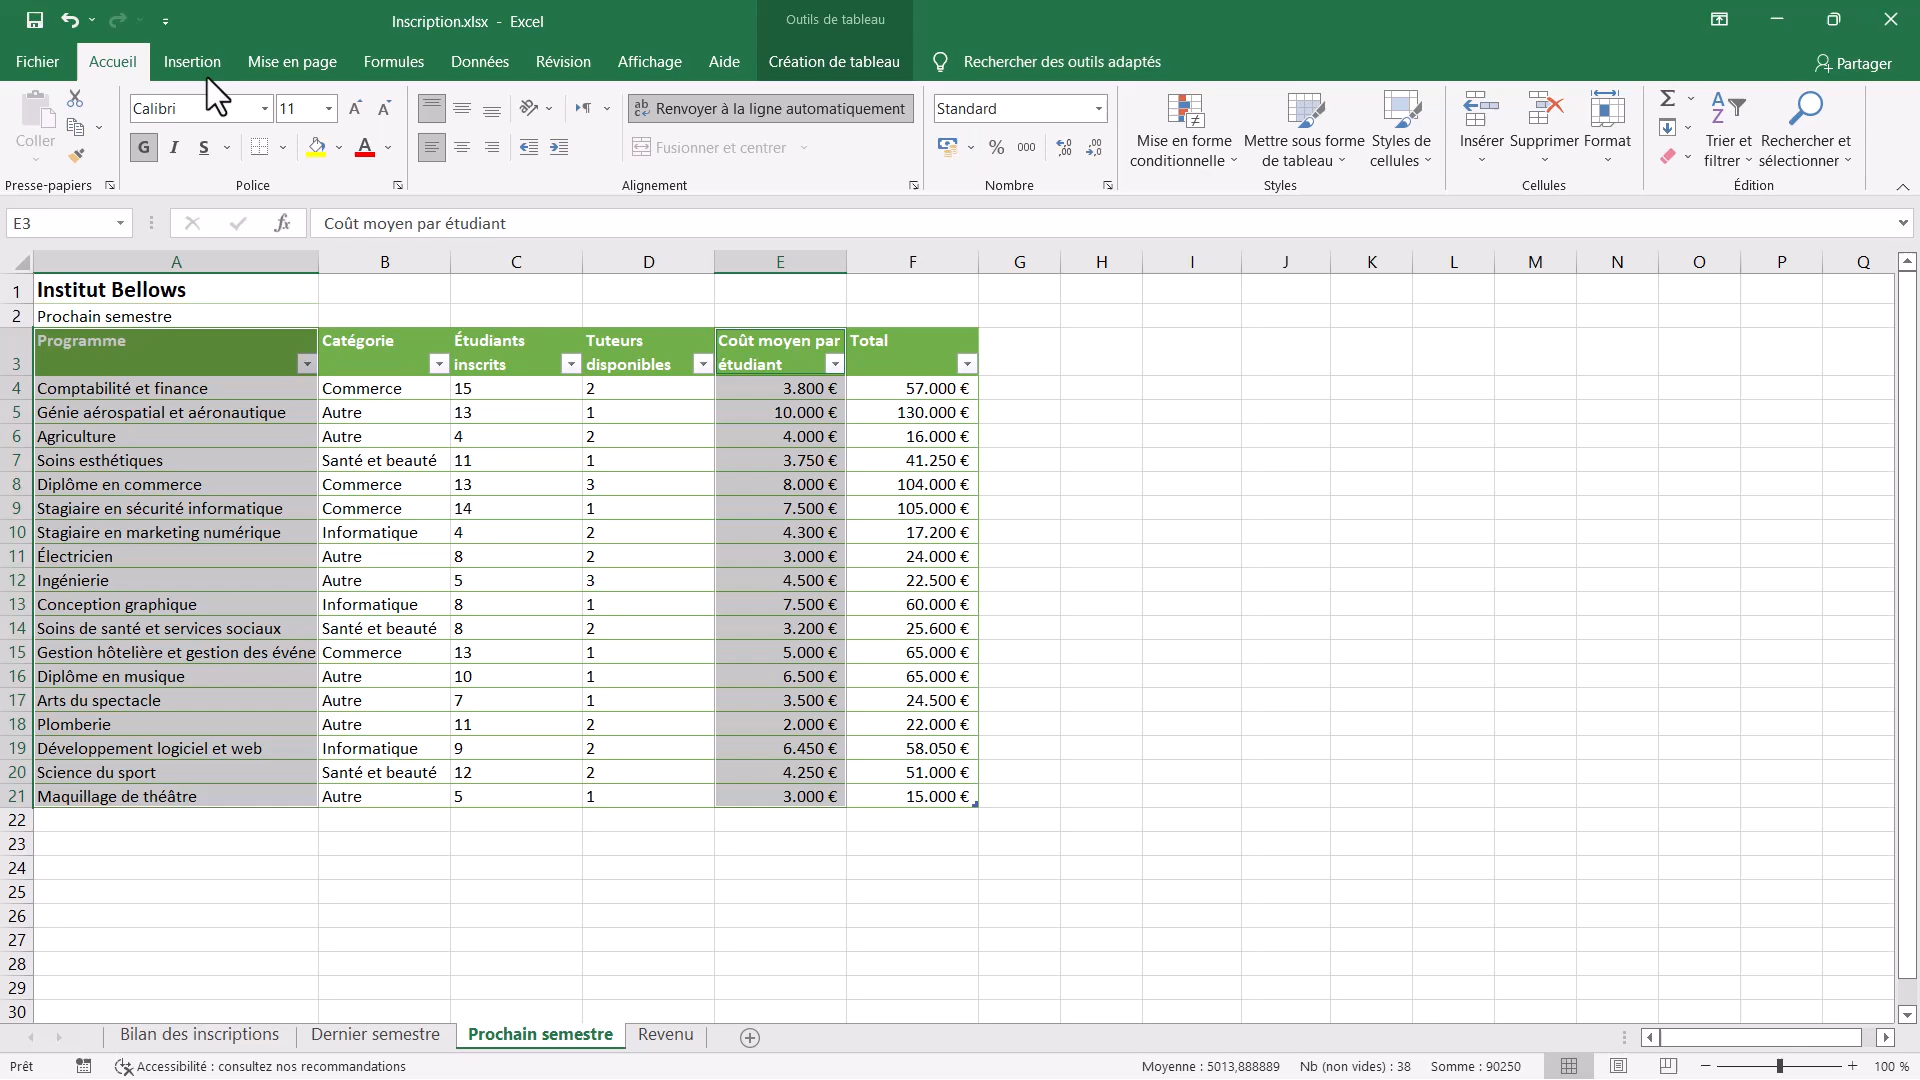 Inscription.xlsx - Excel
Outils de tableau
Fichier Accueil Insertion Mise en page Formules Données Révision Affichage Aide Création de tableau Rechercher des outils adaptés Partager
Coller
Calibri 11
G I S
Renvoyer à la ligne automatiquement
Fusionner et centrer
Standard
% 000
Mise en forme conditionnelle
Mettre sous forme de tableau
Styles de cellules
Insérer Supprimer Format
Trier et filtrer
Rechercher et sélectionner
Presse-papiers Police Alignement Nombre Styles Cellules Édition
E3 fx Coût moyen par étudiant
A B C D E F G H I J K L M N O P Q
1 Institut Bellows
2 Prochain semestre
3 Programme Catégorie Étudiants inscrits Tuteurs disponibles Coût moyen par étudiant Total
4 Comptabilité et finance Commerce 15 2 3.800 € 57.000 €
5 Génie aérospatial et aéronautique Autre 13 1 10.000 € 130.000 €
6 Agriculture Autre 4 2 4.000 € 16.000 €
7 Soins esthétiques Santé et beauté 11 1 3.750 € 41.250 €
8 Diplôme en commerce Commerce 13 3 8.000 € 104.000 €
9 Stagiaire en sécurité informatique Commerce 14 1 7.500 € 105.000 €
10 Stagiaire en marketing numérique Informatique 4 2 4.300 € 17.200 €
11 Électricien Autre 8 2 3.000 € 24.000 €
12 Ingénierie Autre 5 3 4.500 € 22.500 €
13 Conception graphique Informatique 8 1 7.500 € 60.000 €
14 Soins de santé et services sociaux Santé et beauté 8 2 3.200 € 25.600 €
15 Gestion hôtelière et gestion des événe Commerce 13 1 5.000 € 65.000 €
16 Diplôme en musique Autre 10 1 6.500 € 65.000 €
17 Arts du spectacle Autre 7 1 3.500 € 24.500 €
18 Plomberie Autre 11 2 2.000 € 22.000 €
19 Développement logiciel et web Informatique 9 2 6.450 € 58.050 €
20 Science du sport Santé et beauté 12 2 4.250 € 51.000 €
21 Maquillage de théâtre Autre 5 1 3.000 € 15.000 €
22
23
24
25
26
27
28
29
30
Bilan des inscriptions Dernier semestre Prochain semestre Revenu
Prêt Accessibilité : consultez nos recommandations Moyenne : 5013,888889 Nb (non vides) : 38 Somme : 90250 100 %